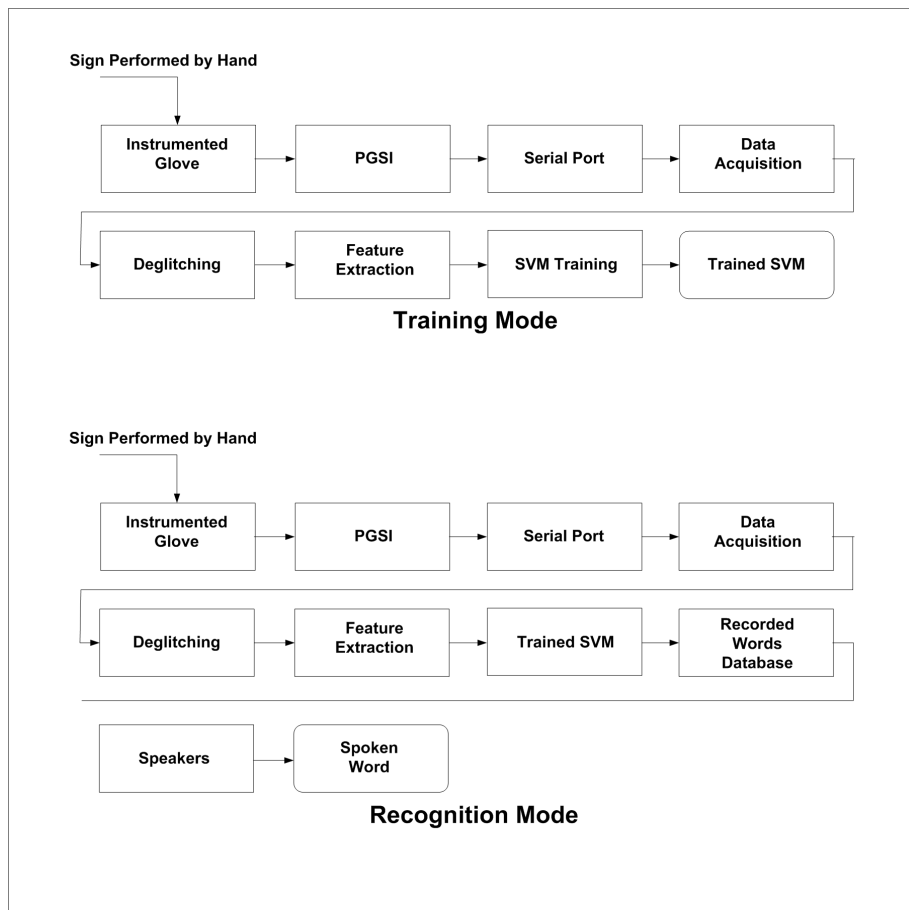 Sign Performed by Hand
Instrumented
Glove
PGSI
Serial Port
Data
Acquisition
Deglitching
Feature
Extraction
SVM Training
Trained SVM
Training Mode
Sign Performed by Hand
Instrumented
Glove
PGSI
Serial Port
Data
Acquisition
Deglitching
Feature
Extraction
Trained SVM
Recorded
Words
Database
Speakers
Spoken
Word
Recognition Mode